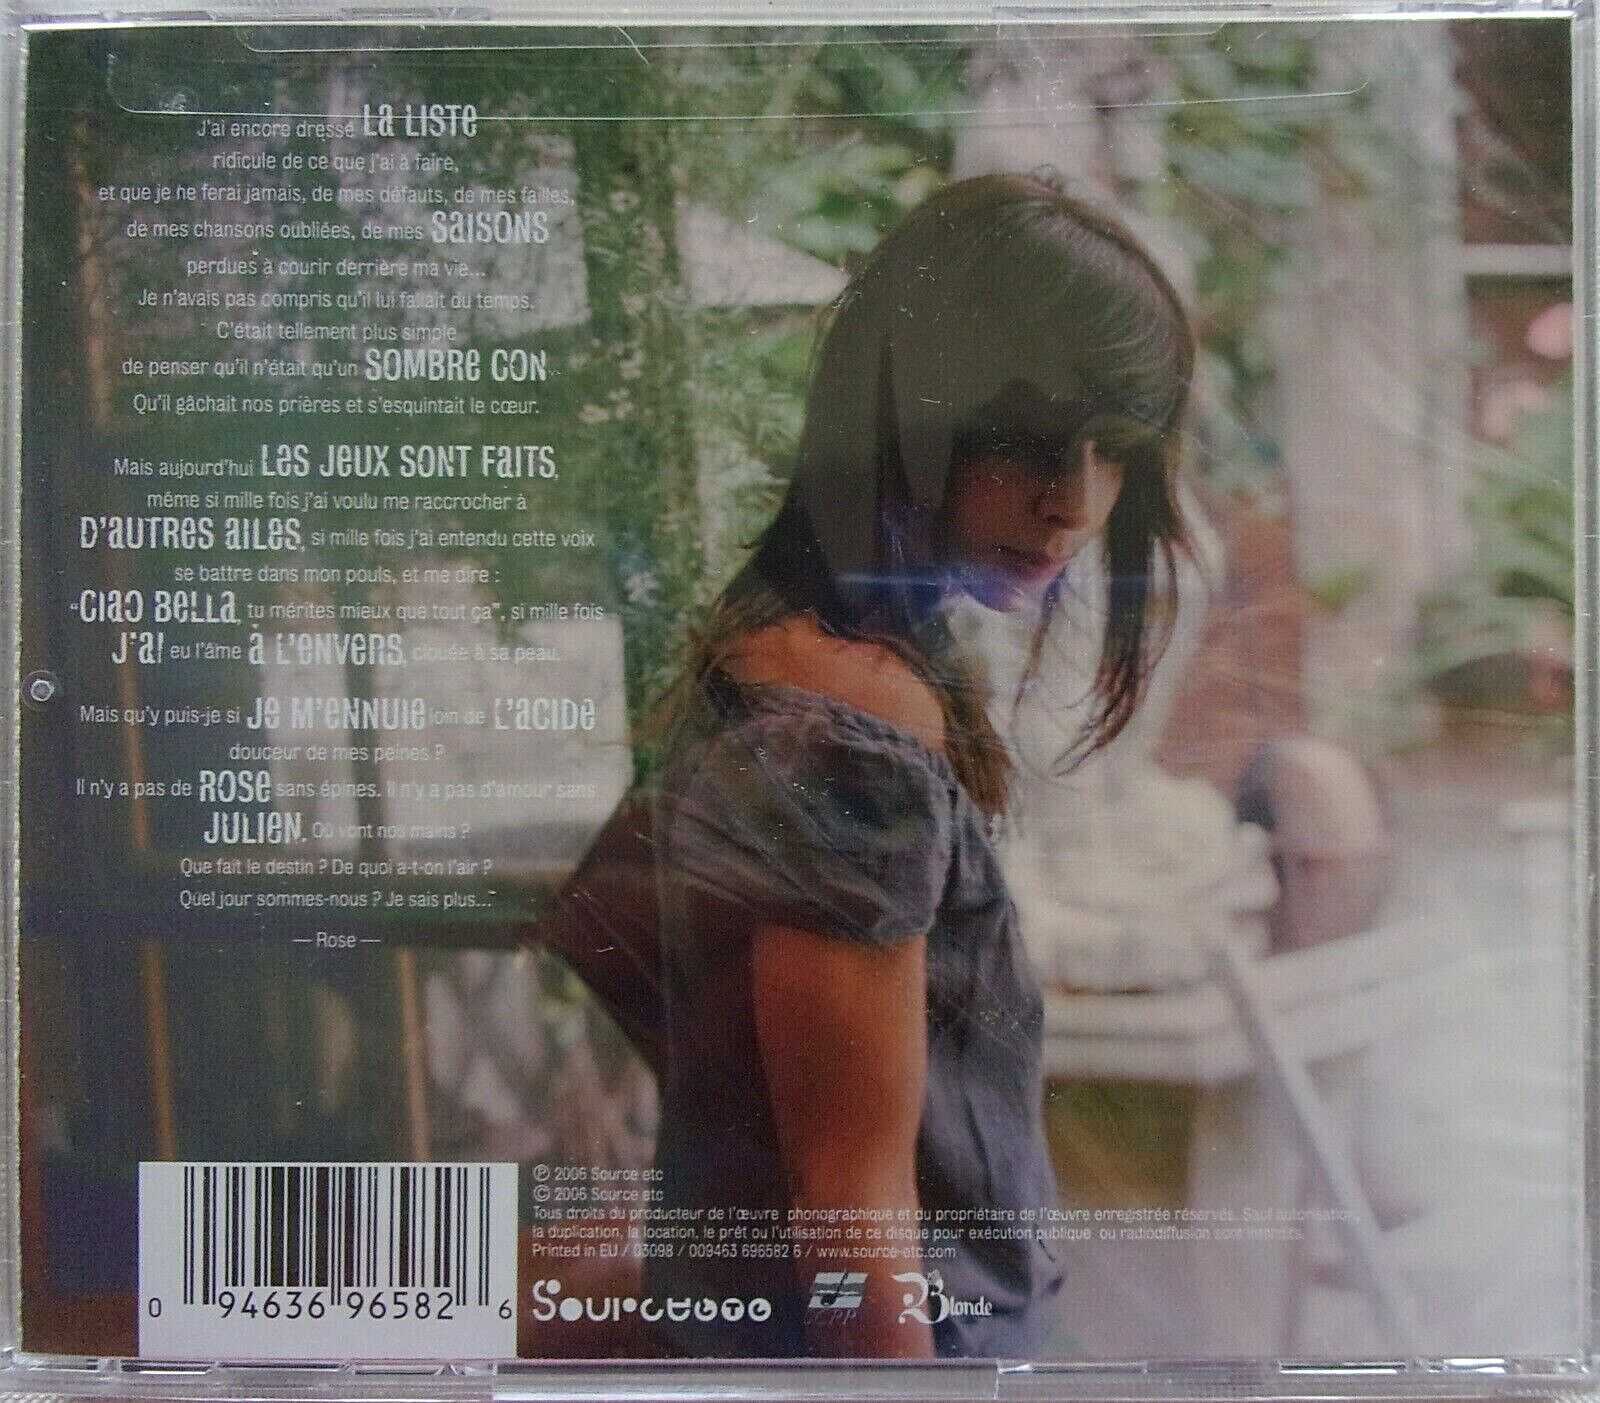 J'ai encore dressé La Liste
ridicule de ce que j'ai à faire,
et que je ne ferai jamais, de mes défauts, de mes failles,
de mes chansons oubliées, de mes saisons
perdues à courir derrière ma vie...
Je n'avais pas compris qu'il lui fallait du temps.
C'était tellement plus simple
de penser qu'il n'était qu'un SOMBRE CON...
Qu'il gâchait nos prières et s'esquintait le cœur.
Mais aujourd'hui Les Jeux sont Faits,
même si mille fois j'ai voulu me raccrocher à
D'autres ailes, si mille fois j'ai entendu cette voix
se battre dans mon pouls, et me dire :
"Ciao Bella, tu mérites mieux que tout ça", si mille fois
J'ai eu l'âme à L'envers, clouée à sa peau.
Mais qu'y puis-je si Je M'ennuie loin de L'acide
douceur de mes peines ?
Il n'y a pas de ROSE sans épines. Il n'y a pas d'amour sans
JULIEN. Où vont nos mains ?
Que fait le destin ? De quoi a-t-on l'air ?
Quel jour sommes-nous ? Je sais plus..."
— Rose —
℗ 2006 Source etc
© 2006 Source etc
Tous droits du producteur de l'œuvre phonographique et du propriétaire de l'œuvre enregistrée réservés. Sauf autorisation,
la duplication, la location, le prêt ou l'utilisation de ce disque pour exécution publique ou radiodiffusion sont interdits.
Printed in EU / 03098 / 009463 696582 6 / www.source-etc.com
0 94636 96582 6
Source etc
SCPP
Blonde